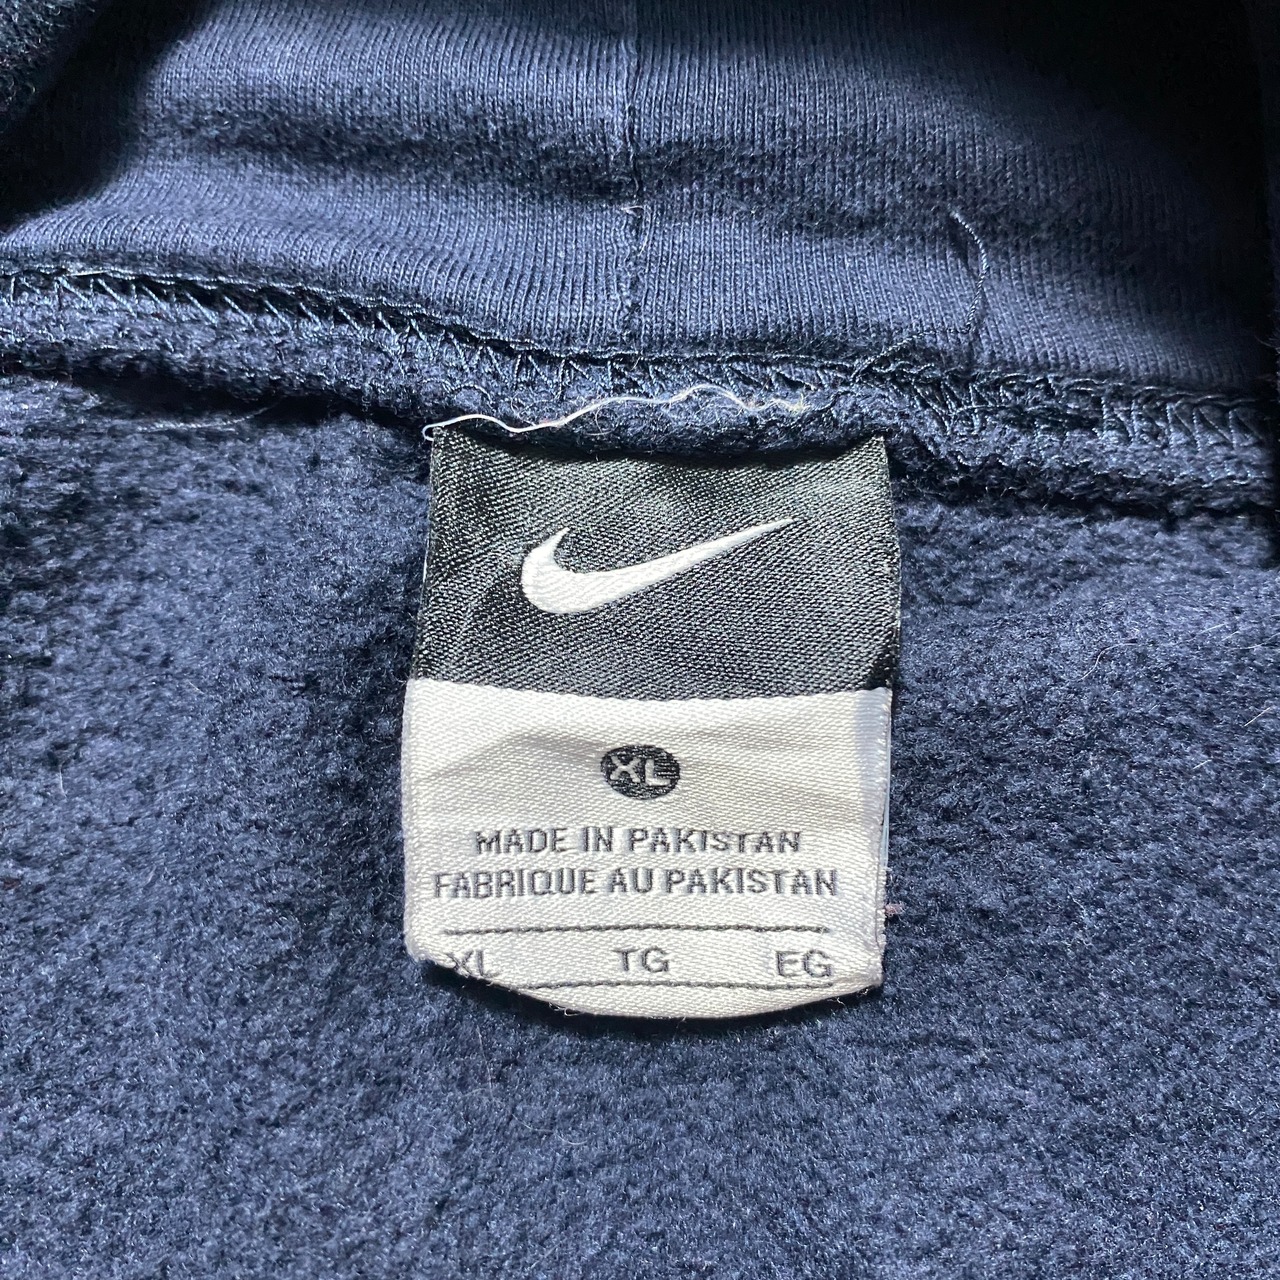 XL
MADE IN PAKISTAN
FABRIQUE AU PAKISTAN
XL TG EG